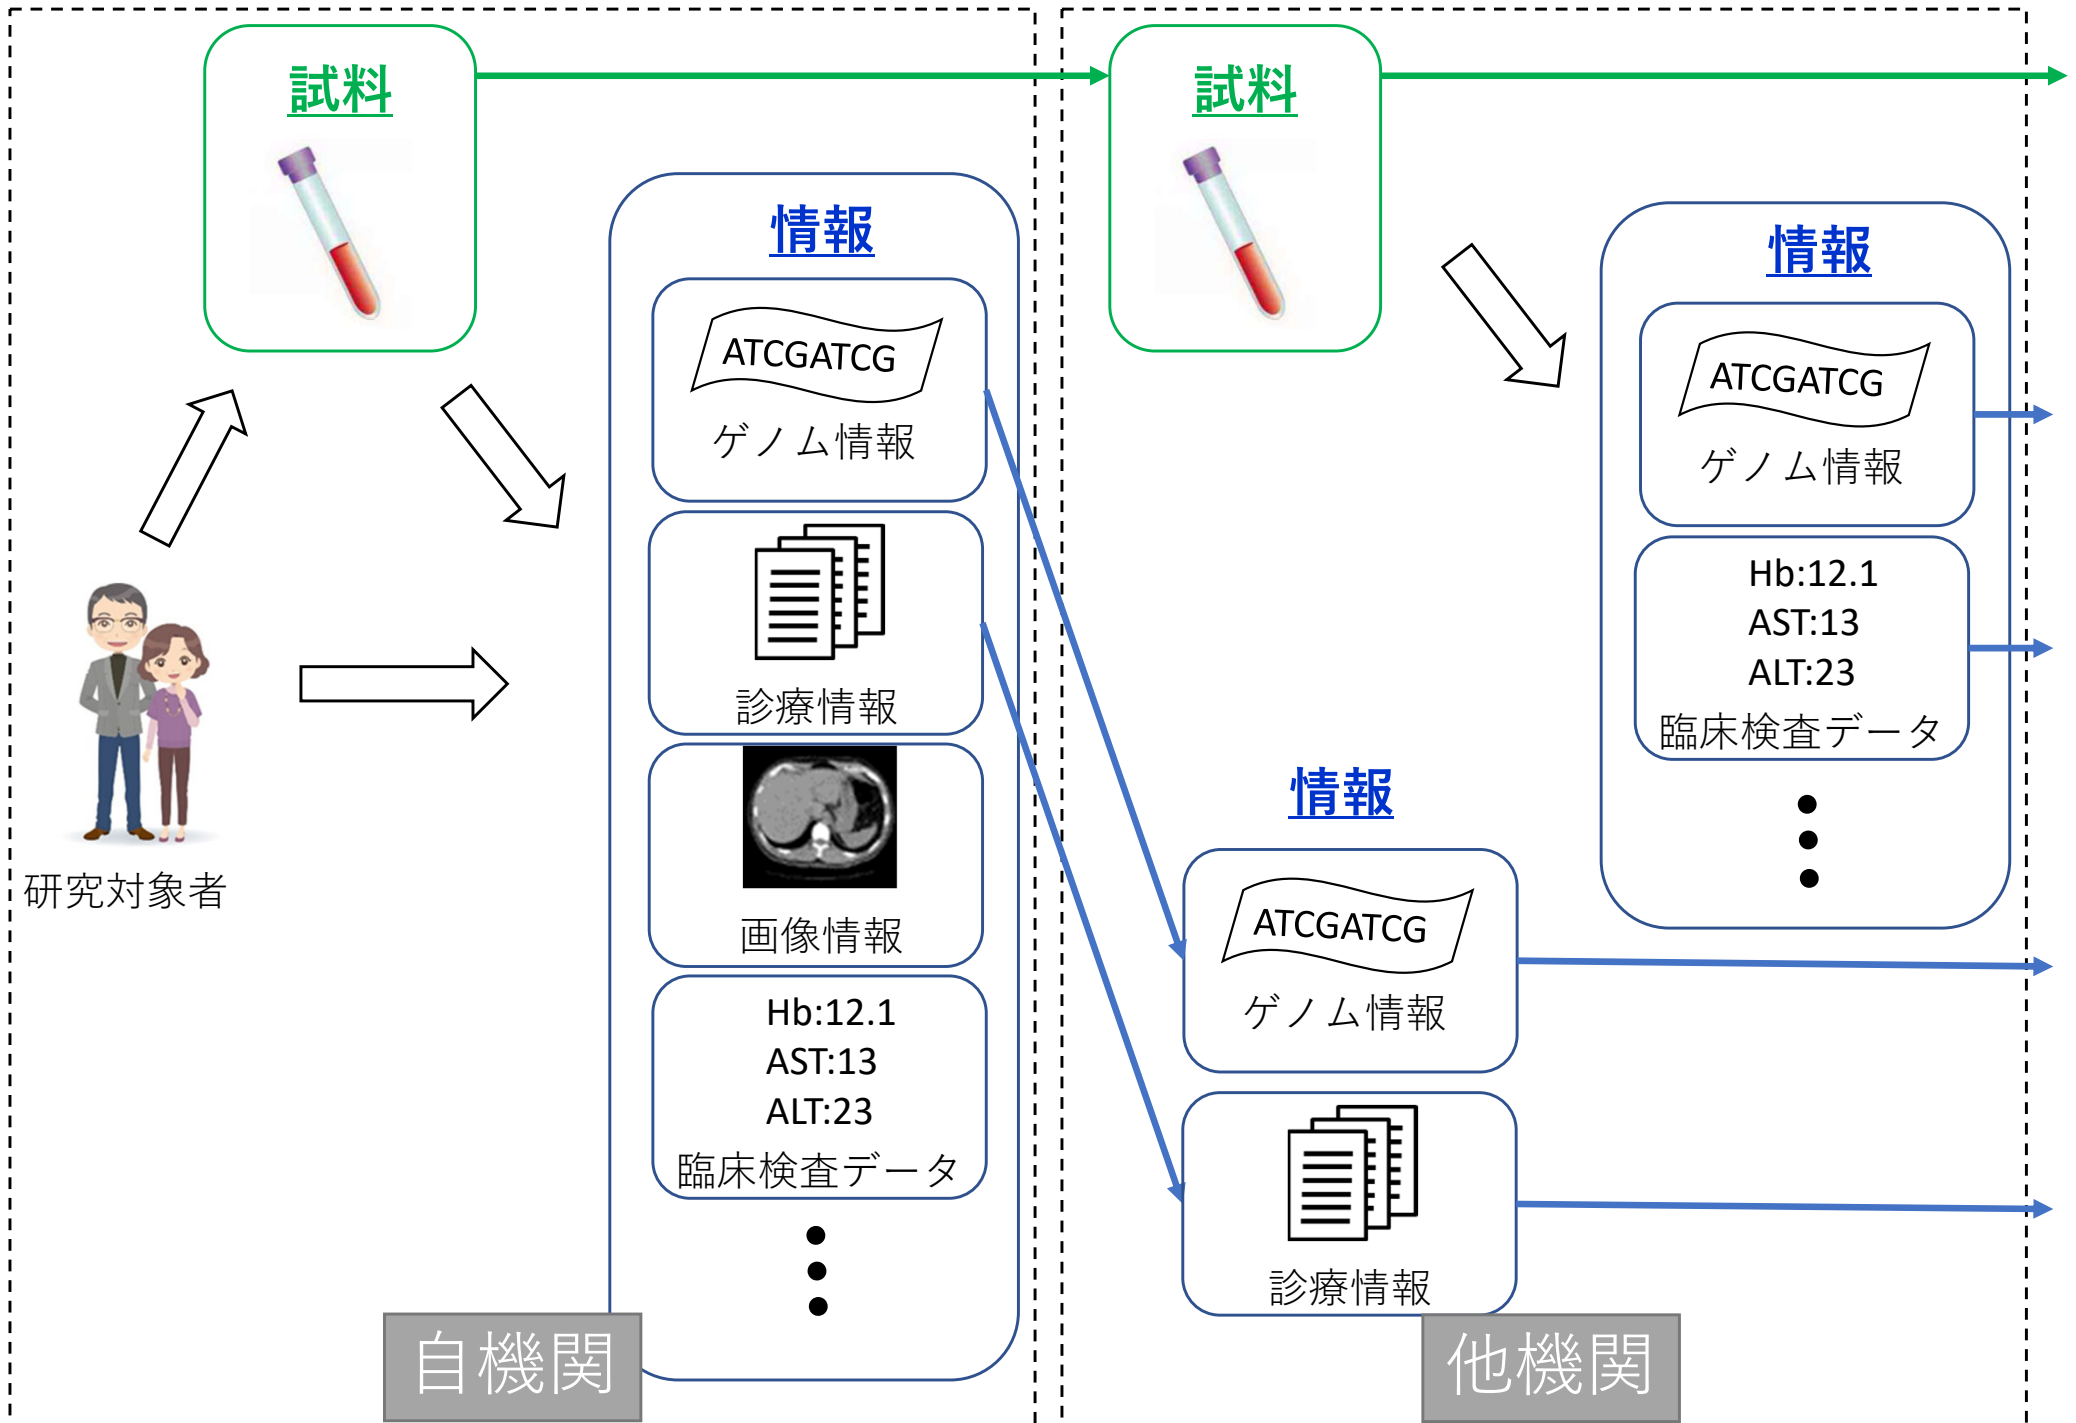 試料
情報
ATCGATCG
ゲノム情報
診療情報
画像情報
Hb:12.1
AST:13
ALT:23
臨床検査データ
研究対象者
自機関
試料
情報
ATCGATCG
ゲノム情報
Hb:12.1
AST:13
ALT:23
臨床検査データ
情報
ATCGATCG
ゲノム情報
診療情報
他機関